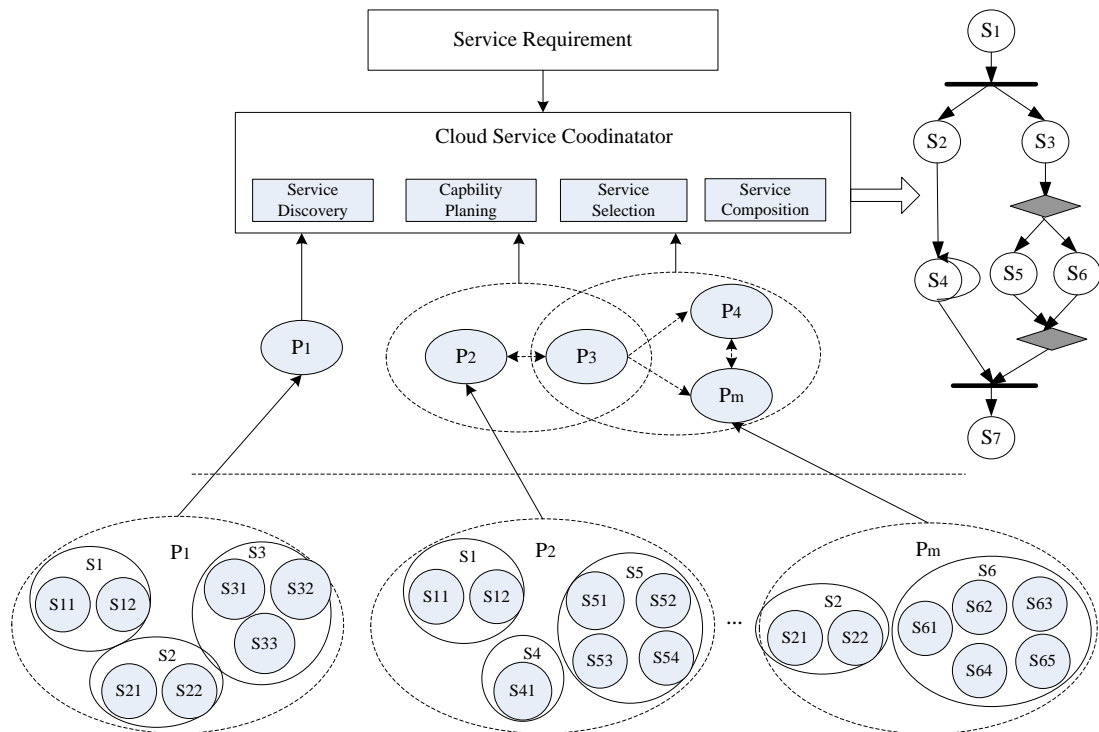 Service Requirement
Cloud Service Coodinatator
Service
Discovery
Capbility
Planing
Service
Selection
Service
Composition
S1
S2
S3
S4
S5
S6
S7
P1
P2
P3
P4
Pm
P1
S1
S11
S12
S2
S21
S22
S3
S31
S32
S33
P2
S1
S11
S12
S4
S41
S5
S51
S52
S53
S54
...
Pm
S2
S21
S22
S6
S61
S62
S63
S64
S65